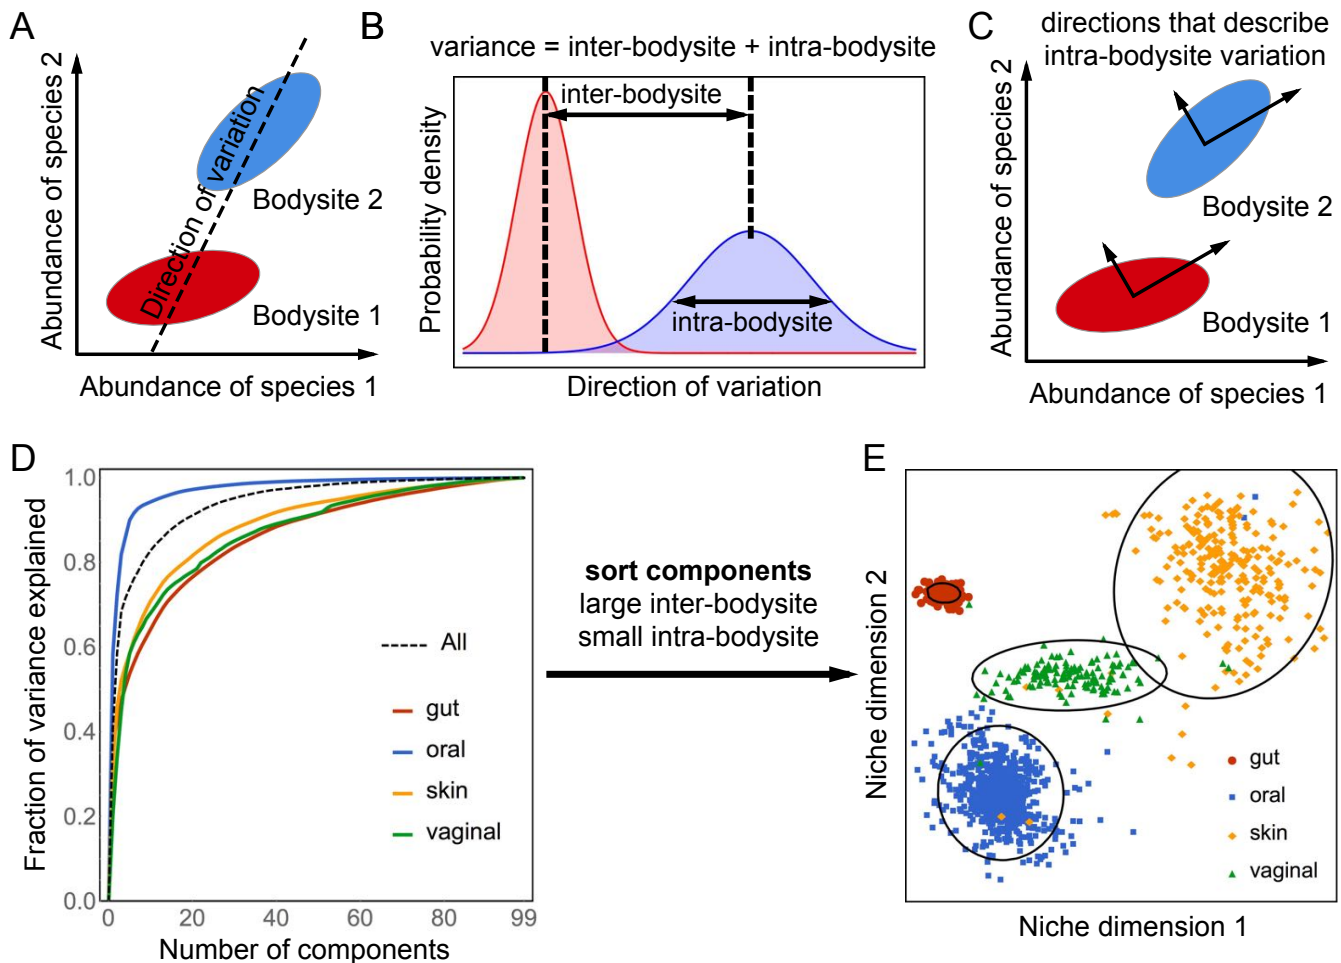 A
Abundance of species 2
Direction of variation
Bodysite 2
Bodysite 1
Abundance of species 1
B
variance = inter-bodysite + intra-bodysite
Probability density
inter-bodysite
intra-bodysite
Direction of variation
C
directions that describe
intra-bodysite variation
Abundance of species 2
Bodysite 2
Bodysite 1
Abundance of species 1
D
Fraction of variance explained
1.0
0.8
0.6
0.4
0.2
0.0
0
20
40
60
80
99
Number of components
All
gut
oral
skin
vaginal
sort components
large inter-bodysite
small intra-bodysite
E
Niche dimension 2
gut
oral
skin
vaginal
Niche dimension 1